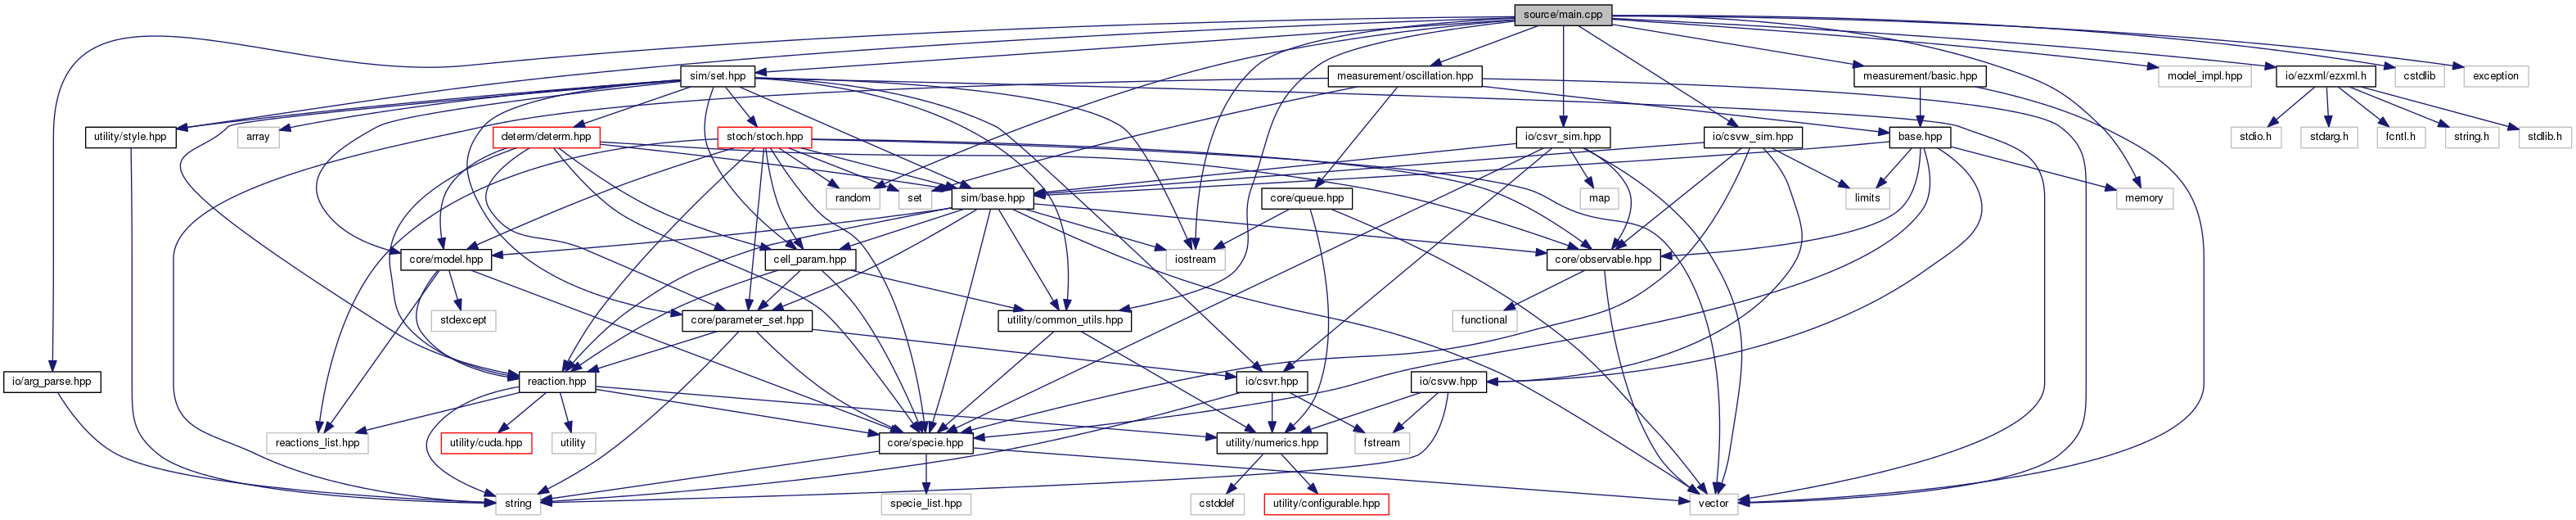 source/main.cpp
sim/set.hpp
measurement/oscillation.hpp
measurement/basic.hpp
model_impl.hpp
io/ezxml/ezxml.h
cstdlib
exception
utility/style.hpp
array
determ/determ.hpp
stoch/stoch.hpp
io/csvr_sim.hpp
io/csvw_sim.hpp
base.hpp
stdio.h
stdarg.h
fcntl.h
string.h
stdlib.h
random
set
sim/base.hpp
core/queue.hpp
map
limits
memory
core/model.hpp
cell_param.hpp
iostream
core/observable.hpp
stdexcept
core/parameter_set.hpp
utility/common_utils.hpp
functional
io/arg_parse.hpp
reaction.hpp
io/csvr.hpp
io/csvw.hpp
reactions_list.hpp
utility/cuda.hpp
utility
core/specie.hpp
utility/numerics.hpp
fstream
string
specie_list.hpp
cstddef
utility/configurable.hpp
vector